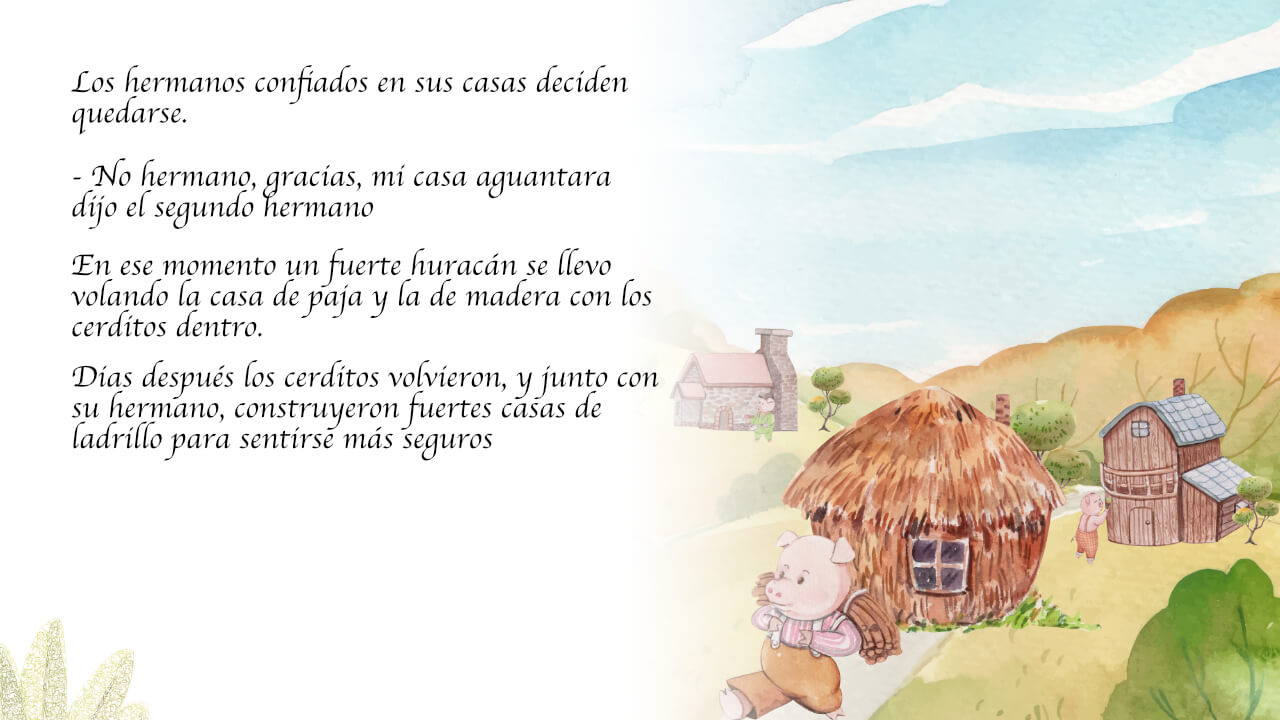 Los hermanos confiados en sus casas deciden
quedarse.
- No hermano, gracias, mi casa aguantara
dijo el segundo hermano
En ese momento un fuerte huracán se llevo
volando la casa de paja y la de madera con los
cerditos dentro.
Días después los cerditos volvieron, y junto con
su hermano, construyeron fuertes casas de
ladrillo para sentirse más seguros